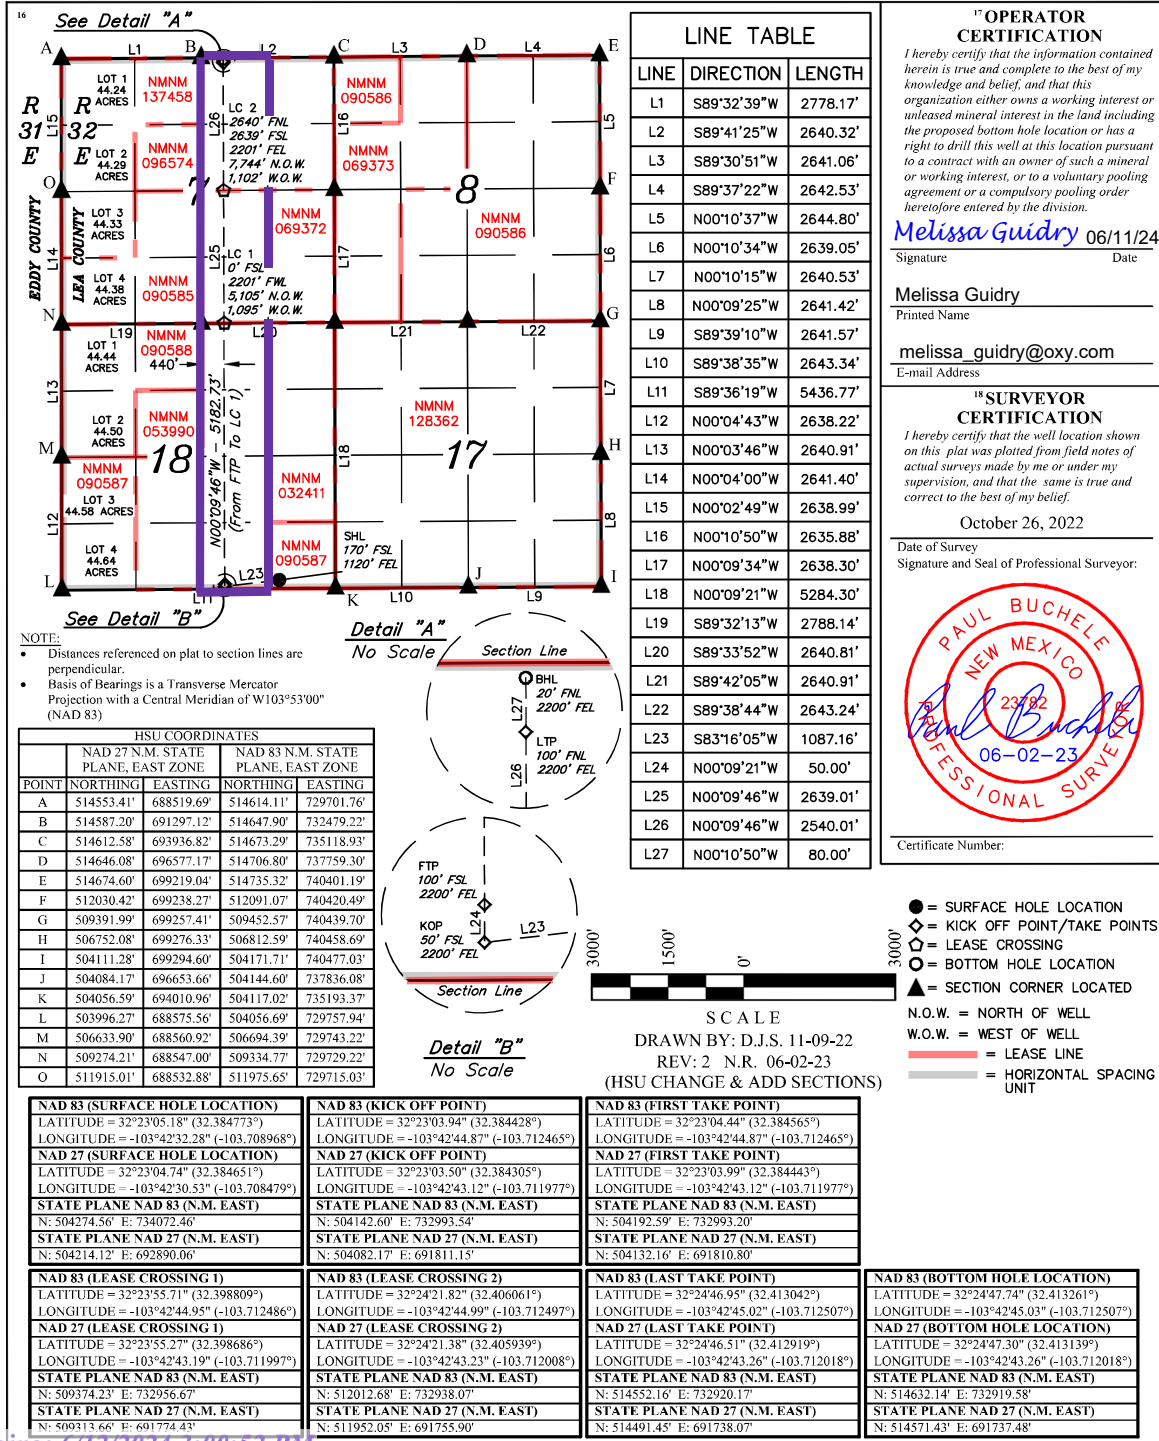 16
See Detail "A"
A
L1
B
L2
C
L3
D
L4
E
LOT 1
44.24
ACRES
NMNM
137458
NMNM
090586
R
31
E
R
32
E
L15
L26
LC 2
2640' FNL
2639' FSL
2201' FEL
7,744' N.O.W.
1,102' W.O.W.
L16
L5
LOT 2
44.29
ACRES
NMNM
096574
NMNM
069373
O
7
8
F
LOT 3
44.33
ACRES
NMNM
069372
NMNM
090586
EDDY COUNTY
LEA COUNTY
L14
L25
LC 1
0' FSL
2201' FWL
5,105' N.O.W.
1,095' W.O.W.
L17
L6
LOT 4
44.38
ACRES
NMNM
090585
N
L19
L20
L21
L22
G
LOT 1
44.44
ACRES
NMNM
090588
440'
L13
L7
LOT 2
44.50
ACRES
NMNM
053990
N00°09'46"W - 5182.73'
(From FTP To LC 1)
NMNM
128362
M
18
L18
17
H
NMNM
090587
LOT 3
44.58 ACRES
NMNM
032411
L12
L8
LOT 4
44.64
ACRES
NMNM
090587
SHL
170' FSL
1120' FEL
L
L11
L23
K
L10
J
L9
I
See Detail "B"
NOTE:
• Distances referenced on plat to section lines are
perpendicular.
• Basis of Bearings is a Transverse Mercator
Projection with a Central Meridian of W103°53'00"
(NAD 83)
Detail "A"
No Scale
Section Line
BHL
20' FNL
2200' FEL
L27
LTP
100' FNL
2200' FEL
L26
FTP
100' FSL
2200' FEL
L24
KOP
50' FSL
2200' FEL
L23
Section Line
Detail "B"
No Scale
HSU COORDINATES
NAD 27 N.M. STATE PLANE, EAST ZONE NAD 83 N.M. STATE PLANE, EAST ZONE
POINT NORTHING EASTING NORTHING EASTING
A 514553.41' 688519.69' 514614.11' 729701.76'
B 514587.20' 691297.12' 514647.90' 732479.22'
C 514612.58' 693936.82' 514673.29' 735118.93'
D 514646.08' 696577.17' 514706.80' 737759.30'
E 514674.60' 699219.04' 514735.32' 740401.19'
F 512030.42' 699238.27' 512091.07' 740420.49'
G 509391.99' 699257.41' 509452.57' 740439.70'
H 506752.08' 699276.33' 506812.59' 740458.69'
I 504111.28' 699294.60' 504171.71' 740477.03'
J 504084.17' 696653.66' 504144.60' 737836.08'
K 504056.59' 694010.96' 504117.02' 735193.37'
L 503996.27' 688575.56' 504056.69' 729757.94'
M 506633.90' 688560.92' 506694.39' 729743.22'
N 509274.21' 688547.00' 509334.77' 729729.22'
O 511915.01' 688532.88' 511975.65' 729715.03'
LINE TABLE
LINE DIRECTION LENGTH
L1 S89°32'39"W 2778.17'
L2 S89°41'25"W 2640.32'
L3 S89°30'51"W 2641.06'
L4 S89°37'22"W 2642.53'
L5 N00°10'37"W 2644.80'
L6 N00°10'34"W 2639.05'
L7 N00°10'15"W 2640.53'
L8 N00°09'25"W 2641.42'
L9 S89°39'10"W 2641.57'
L10 S89°38'35"W 2643.34'
L11 S89°36'19"W 5436.77'
L12 N00°04'43"W 2638.22'
L13 N00°03'46"W 2640.91'
L14 N00°04'00"W 2641.40'
L15 N00°02'49"W 2638.99'
L16 N00°10'50"W 2635.88'
L17 N00°09'34"W 2638.30'
L18 N00°09'21"W 5284.30'
L19 S89°32'13"W 2788.14'
L20 S89°33'52"W 2640.81'
L21 S89°42'05"W 2640.91'
L22 S89°38'44"W 2643.24'
L23 S83°16'05"W 1087.16'
L24 N00°09'21"W 50.00'
L25 N00°09'46"W 2639.01'
L26 N00°09'46"W 2540.01'
L27 N00°10'50"W 80.00'
17 OPERATOR
CERTIFICATION
I hereby certify that the information contained
herein is true and complete to the best of my
knowledge and belief, and that this
organization either owns a working interest or
unleased mineral interest in the land including
the proposed bottom hole location or has a
right to drill this well at this location pursuant
to a contract with an owner of such a mineral
or working interest, or to a voluntary pooling
agreement or a compulsory pooling order
heretofore entered by the division.
Melissa Guidry 06/11/24
Signature Date
Melissa Guidry
Printed Name
melissa_guidry@oxy.com
E-mail Address
18 SURVEYOR
CERTIFICATION
I hereby certify that the well location shown
on this plat was plotted from field notes of
actual surveys made by me or under my
supervision, and that the same is true and
correct to the best of my belief.
October 26, 2022
Date of Survey
Signature and Seal of Professional Surveyor:
PAUL BUCHELE
NEW MEXICO
23782
Paul Buchele
06-02-23
PROFESSIONAL SURVEYOR
Certificate Number:
3000' 1500' 0' 3000'
SCALE
DRAWN BY: D.J.S. 11-09-22
REV: 2 N.R. 06-02-23
(HSU CHANGE & ADD SECTIONS)
= SURFACE HOLE LOCATION
= KICK OFF POINT/TAKE POINTS
= LEASE CROSSING
= BOTTOM HOLE LOCATION
= SECTION CORNER LOCATED
N.O.W. = NORTH OF WELL
W.O.W. = WEST OF WELL
= LEASE LINE
= HORIZONTAL SPACING
UNIT
NAD 83 (SURFACE HOLE LOCATION)
LATITUDE = 32°23'05.18" (32.384773°)
LONGITUDE = -103°42'32.28" (-103.708968°)
NAD 27 (SURFACE HOLE LOCATION)
LATITUDE = 32°23'04.74" (32.384651°)
LONGITUDE = -103°42'30.53" (-103.708479°)
STATE PLANE NAD 83 (N.M. EAST)
N: 504274.56' E: 734072.46'
STATE PLANE NAD 27 (N.M. EAST)
N: 504214.12' E: 692890.06'
NAD 83 (KICK OFF POINT)
LATITUDE = 32°23'03.94" (32.384428°)
LONGITUDE = -103°42'44.87" (-103.712465°)
NAD 27 (KICK OFF POINT)
LATITUDE = 32°23'03.50" (32.384305°)
LONGITUDE = -103°42'43.12" (-103.711977°)
STATE PLANE NAD 83 (N.M. EAST)
N: 504142.60' E: 732993.54'
STATE PLANE NAD 27 (N.M. EAST)
N: 504082.17' E: 691811.15'
NAD 83 (FIRST TAKE POINT)
LATITUDE = 32°23'04.44" (32.384565°)
LONGITUDE = -103°42'44.87" (-103.712465°)
NAD 27 (FIRST TAKE POINT)
LATITUDE = 32°23'03.99" (32.384443°)
LONGITUDE = -103°42'43.12" (-103.711977°)
STATE PLANE NAD 83 (N.M. EAST)
N: 504192.59' E: 732993.20'
STATE PLANE NAD 27 (N.M. EAST)
N: 504132.16' E: 691810.80'
NAD 83 (LEASE CROSSING 1)
LATITUDE = 32°23'55.71" (32.398809°)
LONGITUDE = -103°42'44.95" (-103.712486°)
NAD 27 (LEASE CROSSING 1)
LATITUDE = 32°23'55.27" (32.398686°)
LONGITUDE = -103°42'43.19" (-103.711997°)
STATE PLANE NAD 83 (N.M. EAST)
N: 509374.23' E: 732956.67'
STATE PLANE NAD 27 (N.M. EAST)
N: 509313.66' E: 691774.43'
NAD 83 (LEASE CROSSING 2)
LATITUDE = 32°24'21.82" (32.406061°)
LONGITUDE = -103°42'44.99" (-103.712497°)
NAD 27 (LEASE CROSSING 2)
LATITUDE = 32°24'21.38" (32.405939°)
LONGITUDE = -103°42'43.23" (-103.712008°)
STATE PLANE NAD 83 (N.M. EAST)
N: 512012.68' E: 732938.07'
STATE PLANE NAD 27 (N.M. EAST)
N: 511952.05' E: 691755.90'
NAD 83 (LAST TAKE POINT)
LATITUDE = 32°24'46.95" (32.413042°)
LONGITUDE = -103°42'45.02" (-103.712507°)
NAD 27 (LAST TAKE POINT)
LATITUDE = 32°24'46.51" (32.412919°)
LONGITUDE = -103°42'43.26" (-103.712018°)
STATE PLANE NAD 83 (N.M. EAST)
N: 514552.16' E: 732920.17'
STATE PLANE NAD 27 (N.M. EAST)
N: 514491.45' E: 691738.07'
NAD 83 (BOTTOM HOLE LOCATION)
LATITUDE = 32°24'47.74" (32.413261°)
LONGITUDE = -103°42'45.03" (-103.712507°)
NAD 27 (BOTTOM HOLE LOCATION)
LATITUDE = 32°24'47.30" (32.413139°)
LONGITUDE = -103°42'43.26" (-103.712018°)
STATE PLANE NAD 83 (N.M. EAST)
N: 514632.14' E: 732919.58'
STATE PLANE NAD 27 (N.M. EAST)
N: 514571.43' E: 691737.48'